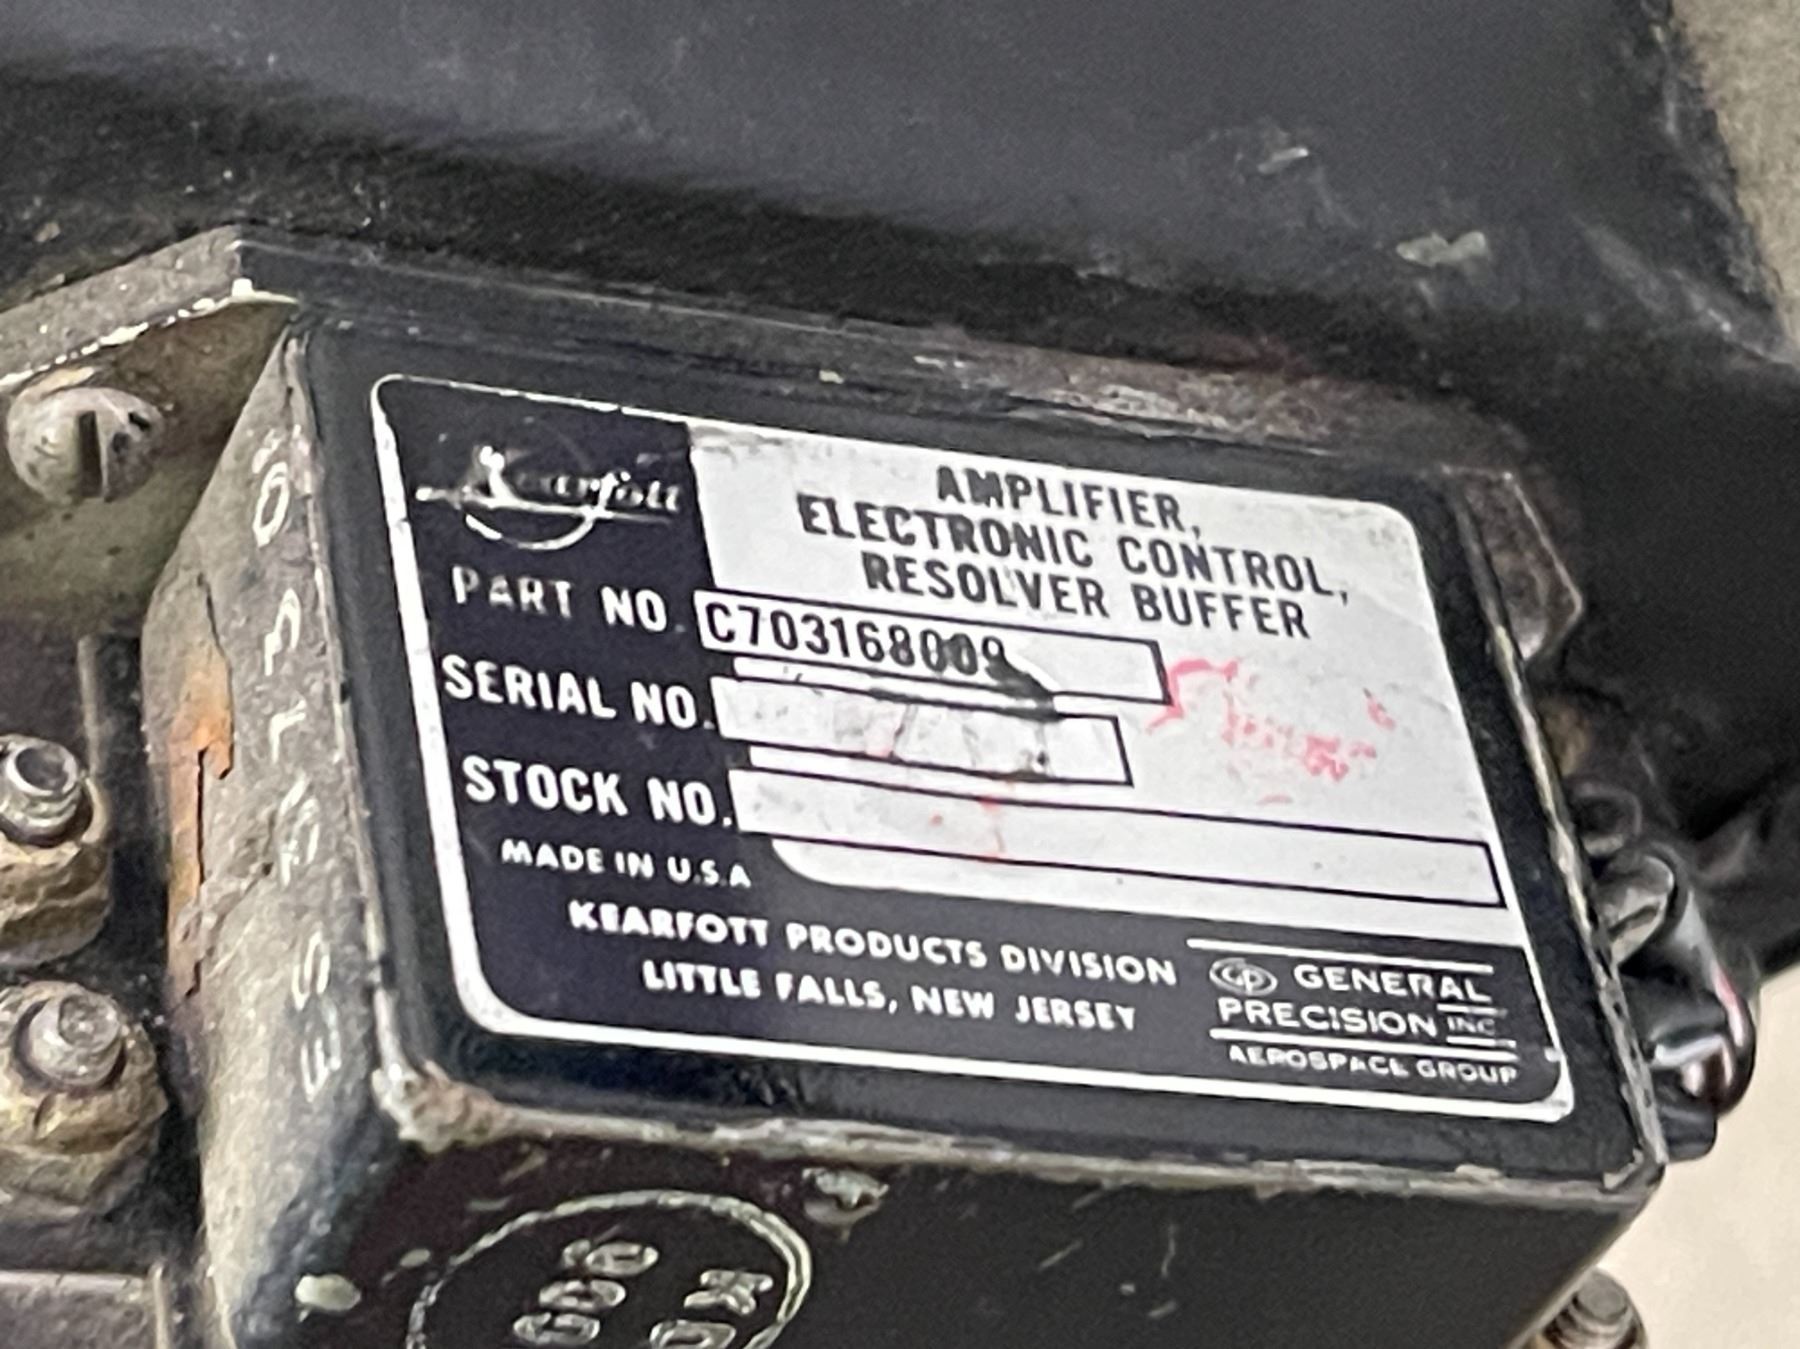 Kearfott
AMPLIFIER,
ELECTRONIC CONTROL,
RESOLVER BUFFER
PART NO. C703168009
SERIAL NO.
STOCK NO.
MADE IN U.S.A
KEARFOTT PRODUCTS DIVISION
LITTLE FALLS, NEW JERSEY
GP GENERAL
PRECISION INC
AEROSPACE GROUP